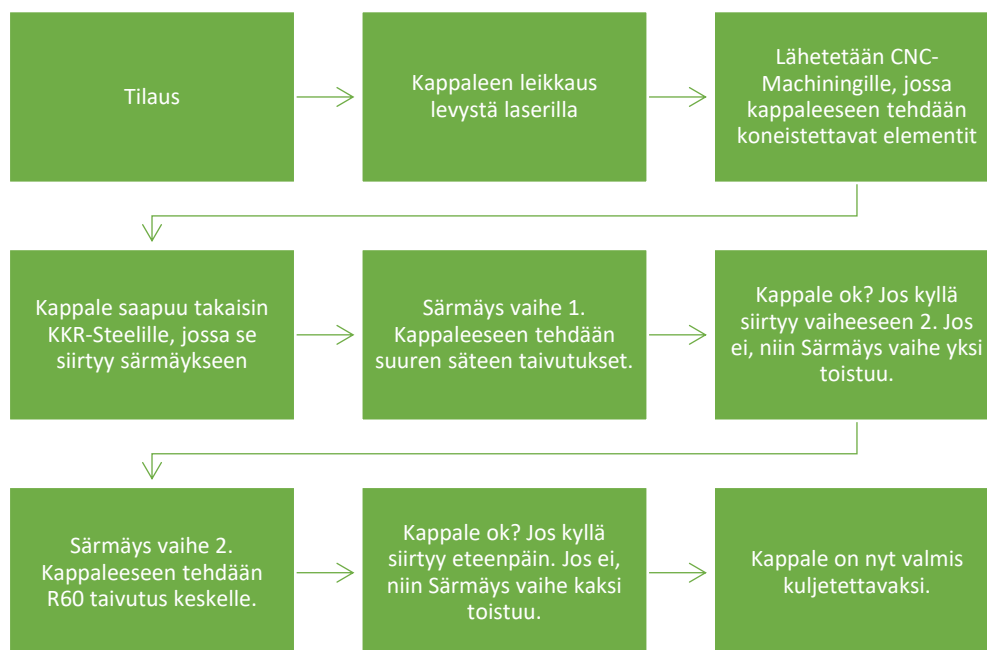 Tilaus
Kappaleen leikkaus
levystä laserilla
Lähetetään CNC-
Machiningille, jossa
kappaleeseen tehdään
koneistettavat elementit
Kappale saapuu takaisin
KKR-Steelille, jossa se
siirtyy särmäykseen
Särmäys vaihe 1.
Kappaleeseen tehdään
suuren säteen taivutukset.
Kappale ok? Jos kyllä
siirtyy vaiheeseen 2. Jos
ei, niin Särmäys vaihe yksi
toistuu.
Särmäys vaihe 2.
Kappaleeseen tehdään
R60 taivutus keskelle.
Kappale ok? Jos kyllä
siirtyy eteenpäin. Jos ei,
niin Särmäys vaihe kaksi
toistuu.
Kappale on nyt valmis
kuljetettavaksi.